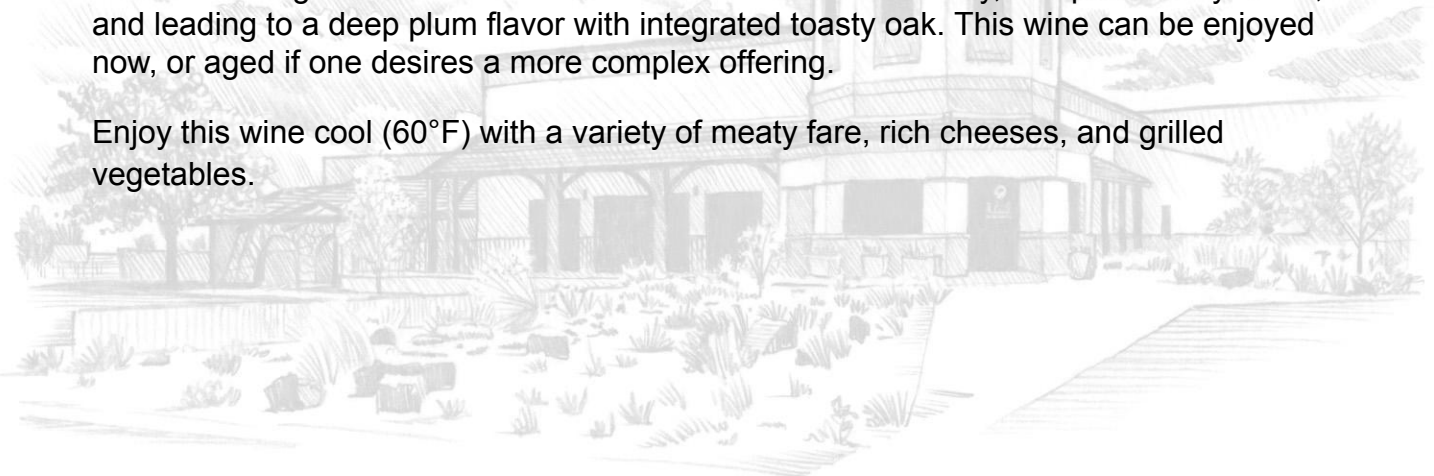 and leading to a deep plum flavor with integrated toasty oak. This wine can be enjoyed
now, or aged if one desires a more complex offering.
Enjoy this wine cool (60°F) with a variety of meaty fare, rich cheeses, and grilled
vegetables.